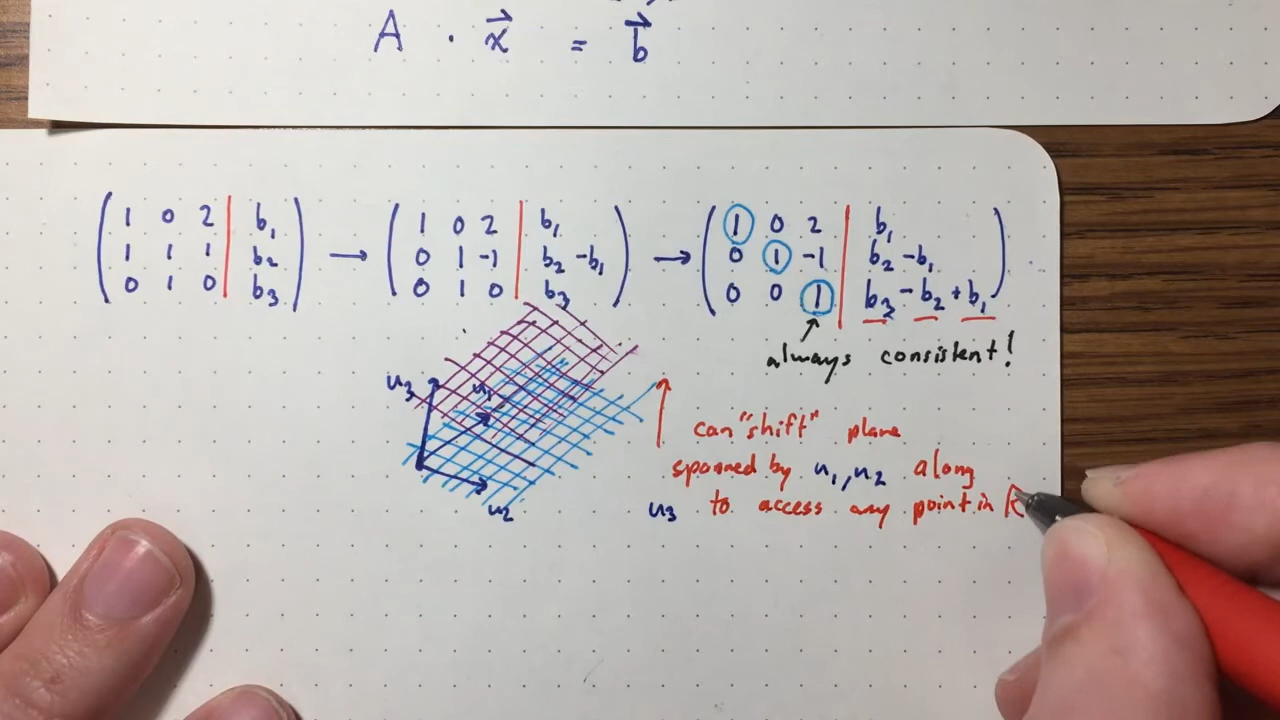 A · x⃗ = b⃗
1 0 2 | b₁ 1 0 2 | b₁ 1 0 2 | b₁
1 1 1 | b₂ → 0 1 -1 | b₂ - b₁ → 0 1 -1 | b₂ - b₁
0 1 0 | b₃ 0 1 0 | b₃ 0 0 1 | b₃ - b₂ + b₁
always consistent!
u₃ u₁
u₂
can "shift" plane
spanned by u₁, u₂ along
u₃ to access any point in R